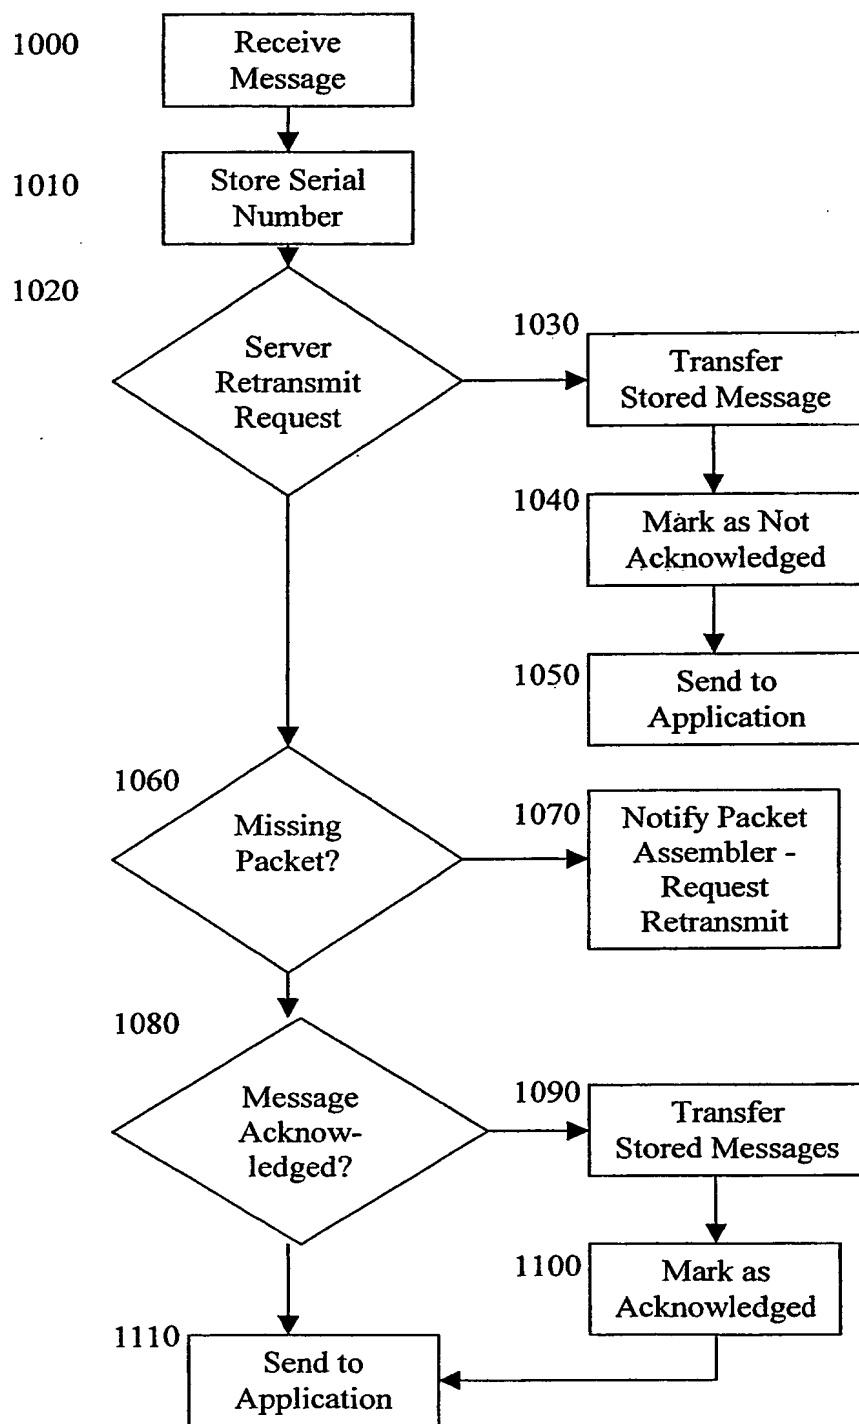 1000
Receive
Message
1010
Store Serial
Number
1020
Server
Retransmit
Request
1030
Transfer
Stored Message
1040
Mark as Not
Acknowledged
1050
Send to
Application
1060
Missing
Packet?
1070
Notify Packet
Assembler -
Request
Retransmit
1080
Message
Acknow-
ledged?
1090
Transfer
Stored Messages
1100
Mark as
Acknowledged
1110
Send to
Application